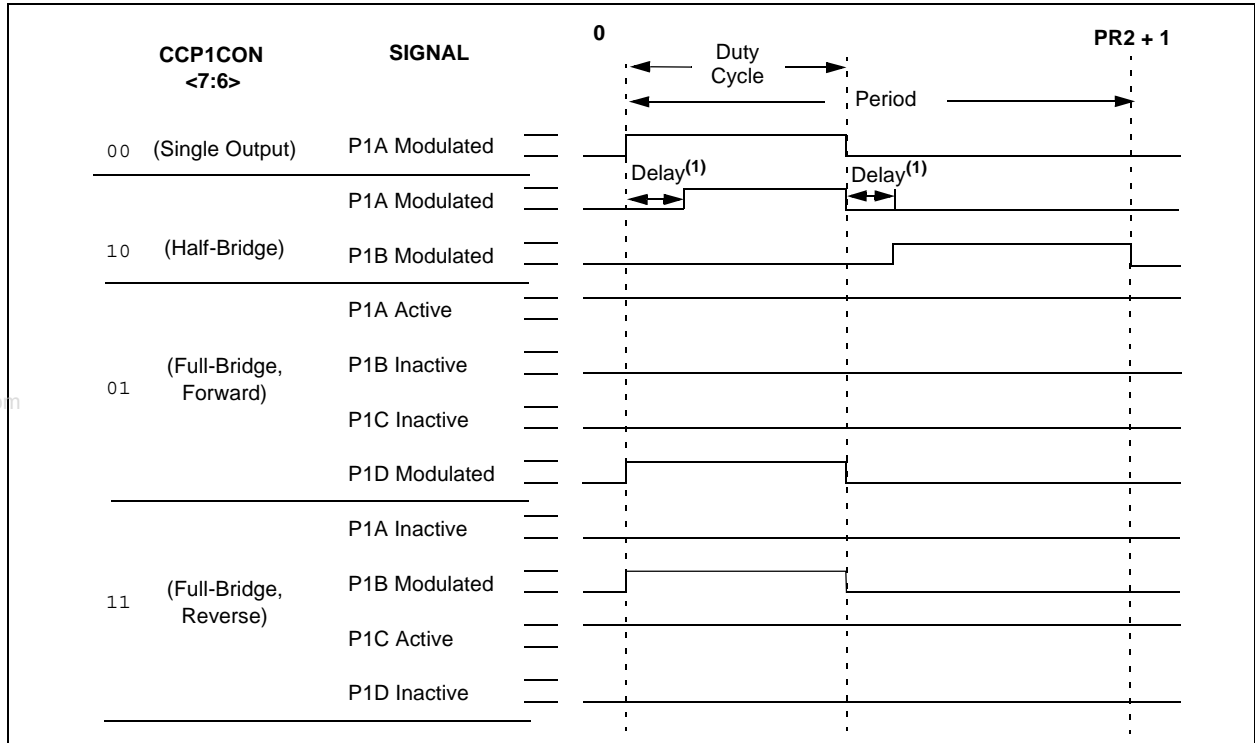 CCP1CON
<7:6>
SIGNAL
0
PR2 + 1
Duty
Cycle
Period
00 (Single Output) P1A Modulated
Delay(1)
Delay(1)
P1A Modulated
10 (Half-Bridge) P1B Modulated
P1A Active
(Full-Bridge,
Forward)
01
P1B Inactive
P1C Inactive
P1D Modulated
P1A Inactive
(Full-Bridge,
Reverse)
11
P1B Modulated
P1C Active
P1D Inactive
om